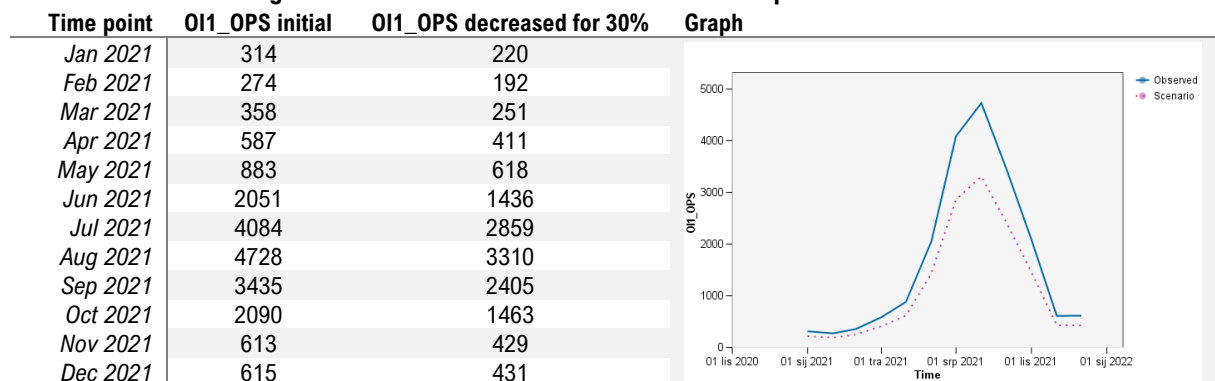 Time point OI1_OPS initial OI1_OPS decreased for 30% Graph
Jan 2021 314 220
Feb 2021 274 192
Mar 2021 358 251
Apr 2021 587 411
May 2021 883 618
Jun 2021 2051 1436
Jul 2021 4084 2859
Aug 2021 4728 3310
Sep 2021 3435 2405
Oct 2021 2090 1463
Nov 2021 613 429
Dec 2021 615 431
Observed
Scenario
5000
4000
3000
2000
1000
0
OI1_OPS
01 lis 2020 01 sij 2021 01 tra 2021 01 srp 2021 01 lis 2021 01 sij 2022
Time